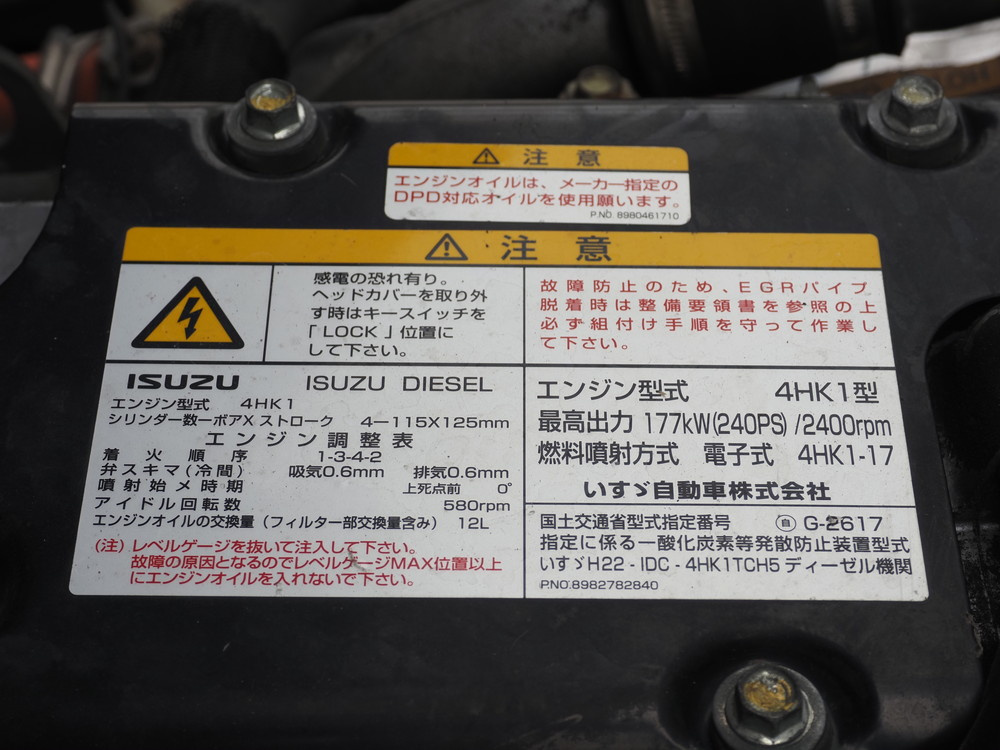 注意
エンジンオイルは、メーカー指定の
DPD対応オイルを使用願います。
P.NO 8980461710
注意
感電の恐れ有り。
ヘッドカバーを取り外
す時はキースイッチを
「LOCK」位置に
して下さい。
故障防止のため、EGRパイプ
脱着時は整備要領書を参照の上
必ず組付け手順を守って作業し
て下さい。
ISUZU ISUZU DIESEL
エンジン型式 4HK1
シリンダー数ーボアXストローク 4－115X125mm
エンジン調整表
着火順序 1-3-4-2
弁スキマ(冷間) 吸気0.6mm 排気0.6mm
噴射始メ時期 上死点前 0°
アイドル回転数 580rpm
エンジンオイルの交換量(フィルター部交換量含み) 12L
(注)レベルゲージを抜いて注入して下さい。
故障の原因となるのでレベルゲージMAX位置以上
にエンジンオイルを入れないで下さい。
エンジン型式 4HK1型
最高出力 177kW(240PS)/2400rpm
燃料噴射方式 電子式 4HK1-17
いすゞ自動車株式会社
国土交通省型式指定番号 自 G-2617
指定に係る一酸化炭素等発散防止装置型式
いすゞH22-IDC-4HK1TCH5ディーゼル機関
P.NO.8982782840